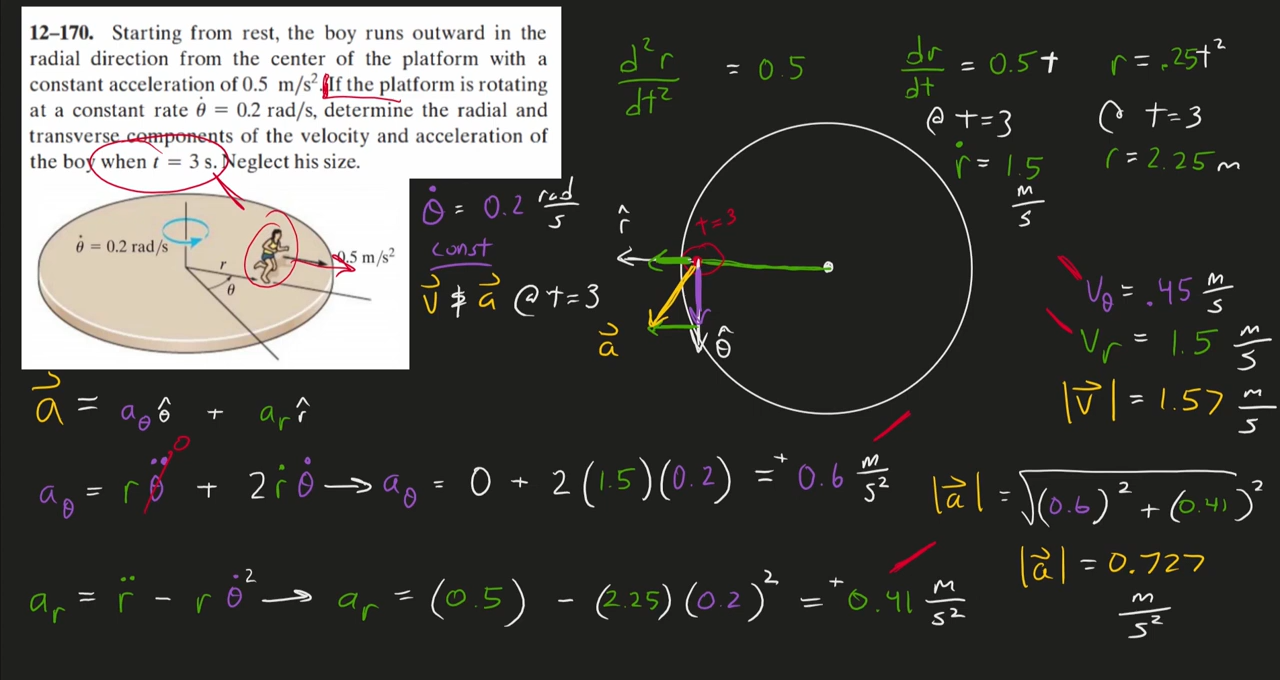 12–170. Starting from rest, the boy runs outward in the
radial direction from the center of the platform with a
constant acceleration of 0.5 m/s². If the platform is rotating
at a constant rate θ̇ = 0.2 rad/s, determine the radial and
transverse components of the velocity and acceleration of
the boy when t = 3 s. Neglect his size.
θ̇ = 0.2 rad/s
r
θ
0.5 m/s²
θ̇ = 0.2 rad/s
const
v⃗ & a⃗ @ t=3
d²r/dt² = 0.5
dr/dt = 0.5t
@ t=3
ṙ = 1.5 m/s
r = .25t²
@ t=3
r = 2.25 m
r̂
t=3
a⃗
θ̂
Vθ = .45 m/s
Vr = 1.5 m/s
|V⃗| = 1.57 m/s
a⃗ = aθ θ̂ + ar r̂
aθ = rθ̈ 0 + 2ṙθ̇ → aθ = 0 + 2(1.5)(0.2) = +0.6 m/s²
ar = r̈ - rθ̇² → ar = (0.5) - (2.25)(0.2)² = +0.41 m/s²
|a⃗| = √(0.6)² + (0.41)²
|a⃗| = 0.727 m/s²